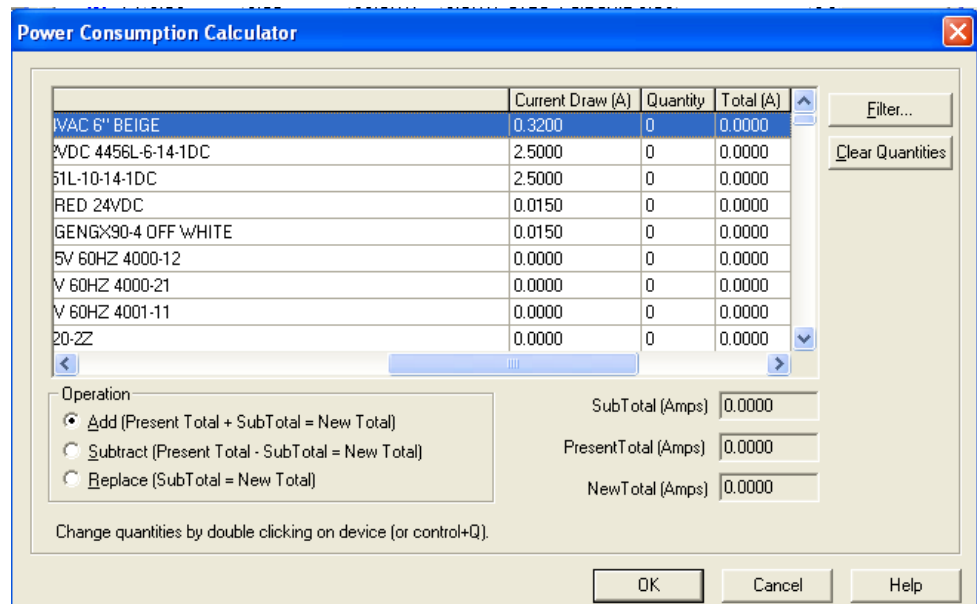 Power Consumption Calculator
Current Draw (A) Quantity Total (A)
VAC 6" BEIGE 0.3200 0 0.0000
VDC 4456L-6-14-1DC 2.5000 0 0.0000
51L-10-14-1DC 2.5000 0 0.0000
RED 24VDC 0.0150 0 0.0000
GENGX90-4 OFF WHITE 0.0150 0 0.0000
5V 60HZ 4000-12 0.0000 0 0.0000
V 60HZ 4000-21 0.0000 0 0.0000
V 60HZ 4001-11 0.0000 0 0.0000
20-2Z 0.0000 0 0.0000
Filter...
Clear Quantities
Operation
Add (Present Total + SubTotal = New Total)
Subtract (Present Total - SubTotal = New Total)
Replace (SubTotal = New Total)
SubTotal (Amps) 0.0000
PresentTotal (Amps) 0.0000
NewTotal (Amps) 0.0000
Change quantities by double clicking on device (or control+Q).
OK Cancel Help